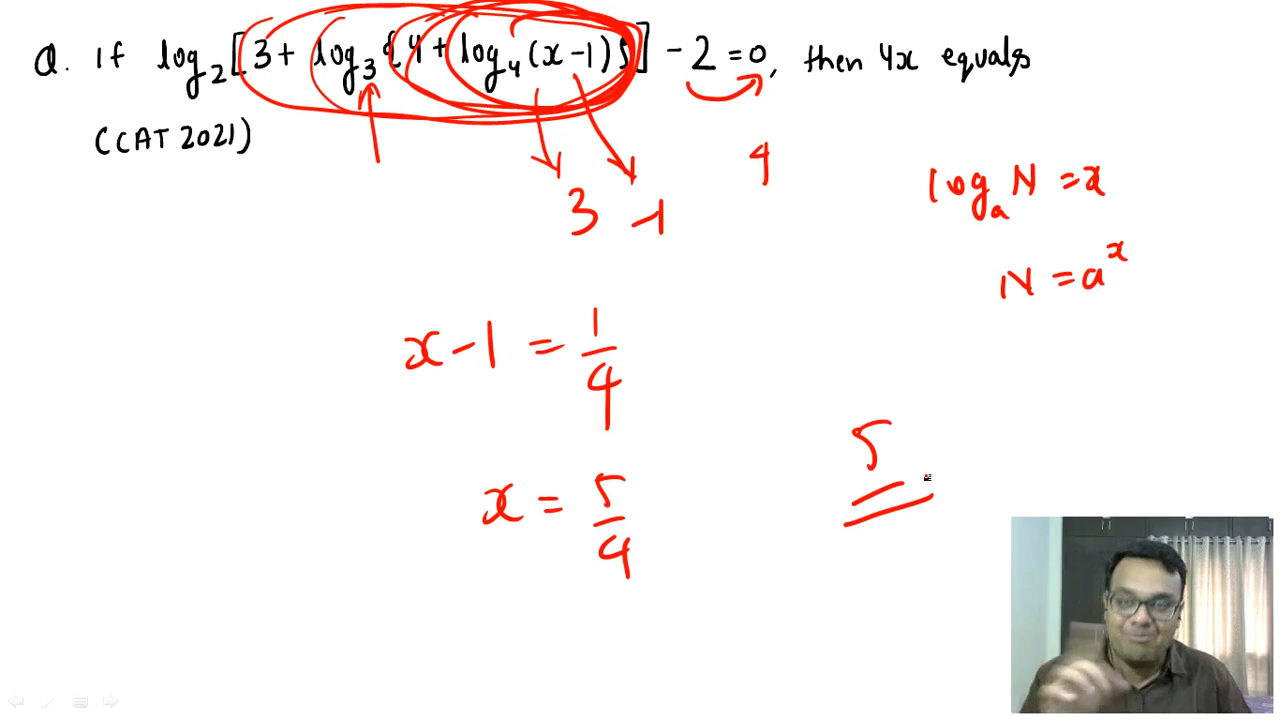 Q. If log₂[3 + log₃{4 + log₄(x-1)}] - 2 = 0, then 4x equals
(CAT 2021)
4
3 -1
logₐ N = x
N = aˣ
x - 1 = 1/4
x = 5/4
5